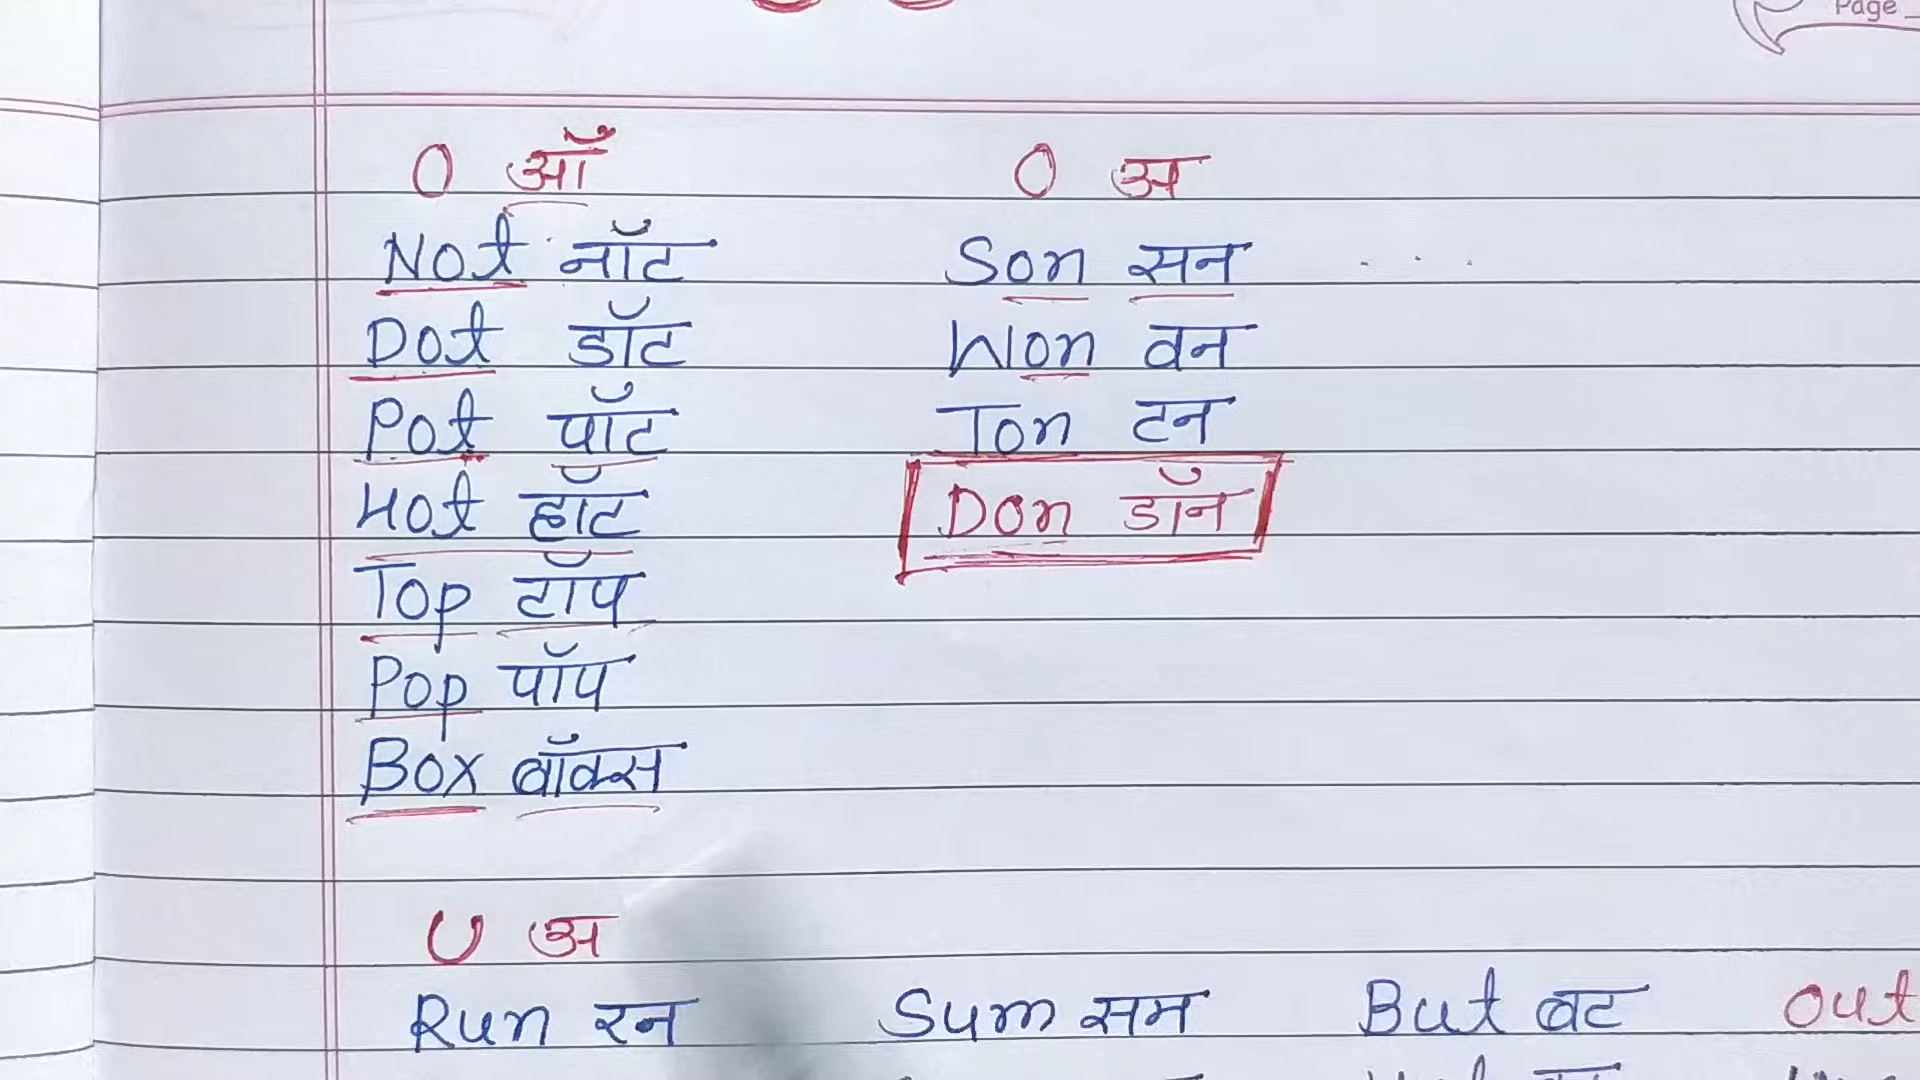 Page
O ऑ O अ
Not नॉट Son सन
Dot डॉट Won वन
Pot पॉट Ton टन
Hot हॉट Don डॉन
Top टॉप
Pop पॉप
Box बॉक्स
U अ
Run रन Sum सम But बट Out